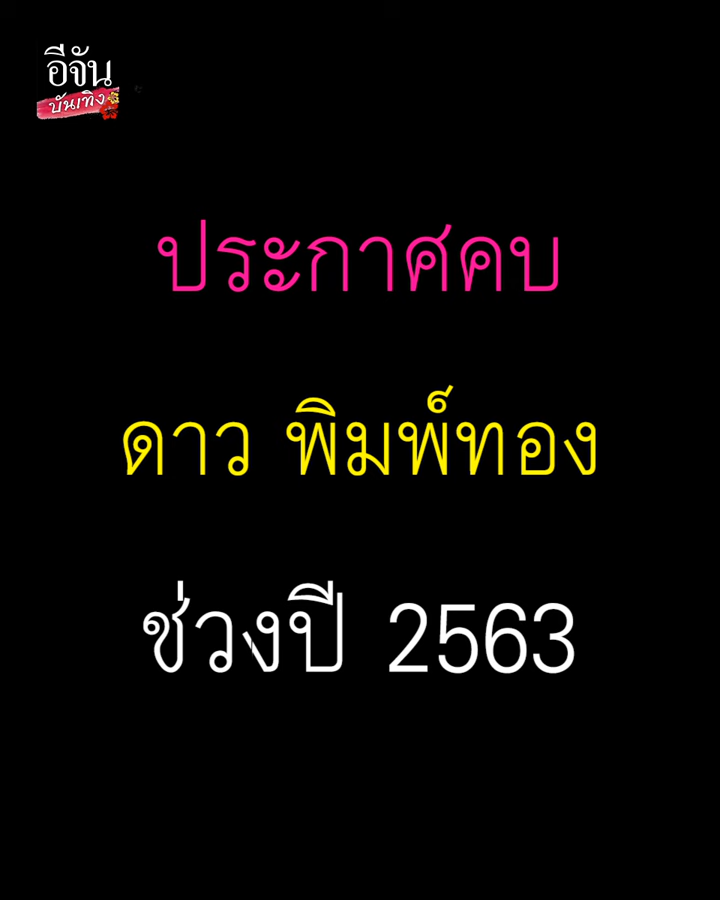 อีจัน
บันเทิง
ประกาศคบ
ดาว พิมพ์ทอง
ช่วงปี 2563